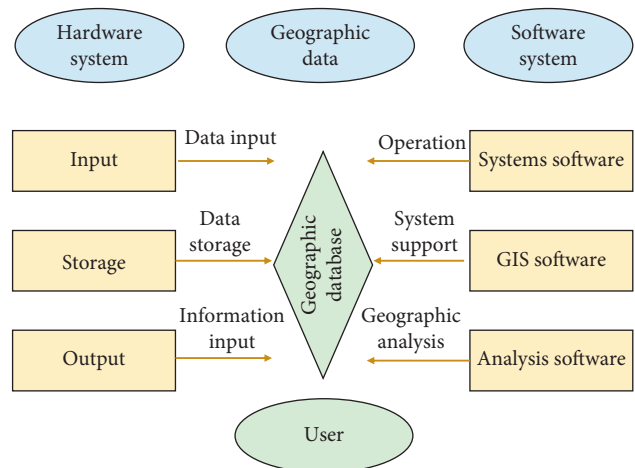 Hardware
system
Geographic
data
Software
system
Input
Data input
Operation
Systems software
Storage
Data
storage
Geographic
database
System
support
GIS software
Output
Information
input
Geographic
analysis
Analysis software
User